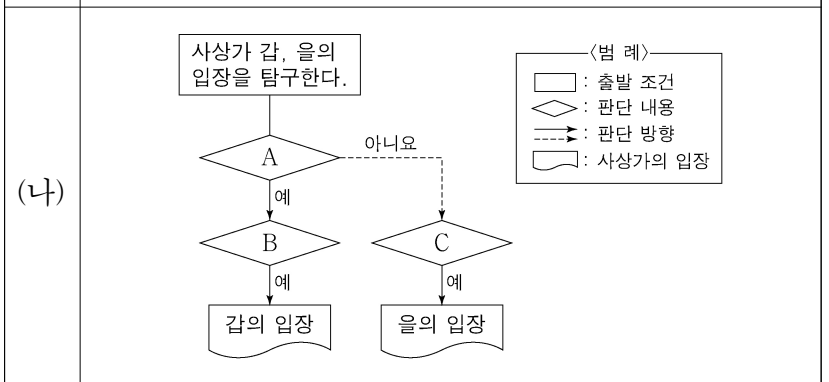 사상가 갑, 을의
입장을 탐구한다.
〈범 례〉
: 출발 조건
: 판단 내용
: 판단 방향
: 사상가의 입장
A
아니요
예
(나)
B
C
예
예
갑의 입장
을의 입장